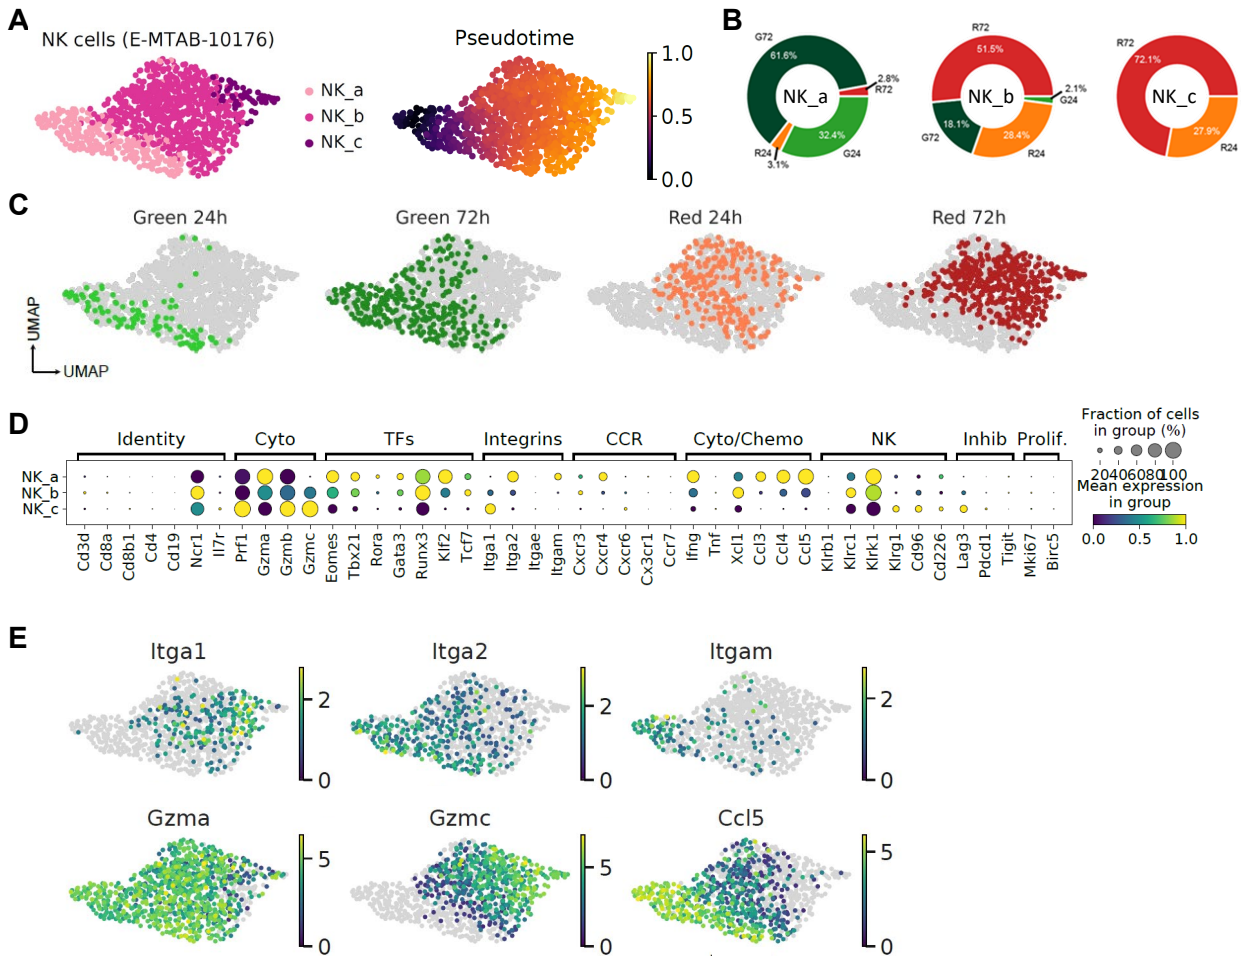 A
NK cells (E-MTAB-10176)
NK_a
NK_b
NK_c
Pseudotime
1.0
0.5
0.0
B
G72
61.6%
2.8%
R72
NK_a
32.4%
R24
3.1%
G24
R72
51.5%
2.1%
G24
NK_b
18.1%
G72
28.4%
R24
R72
72.1%
NK_c
27.9%
R24
C
Green 24h
Green 72h
Red 24h
Red 72h
UMAP
UMAP
D
Identity
Cyto
TFs
Integrins
CCR
Cyto/Chemo
NK
Inhib
Prolif.
NK_a
NK_b
NK_c
Cd3d
Cd8a
Cd8b1
Cd4
Cd19
Ncr1
Il7r
Prf1
Gzma
Gzmb
Gzmc
Eomes
Tbx21
Rora
Gata3
Runx3
Klf2
Tcf7
Itga1
Itga2
Itgae
Itgam
Cxcr3
Cxcr4
Cxcr6
Cx3cr1
Ccr7
Ifng
Tnf
Xcl1
Ccl3
Ccl4
Ccl5
Klrb1
Klrc1
Klrk1
Klrg1
Cd96
Cd226
Lag3
Pdcd1
Tigit
Mki67
Birc5
Fraction of cells
in group (%)
20406080100
Mean expression
in group
0.0 0.5 1.0
E
Itga1
2
0
Itga2
2
0
Itgam
2
0
Gzma
5
0
Gzmc
5
0
Ccl5
5
0